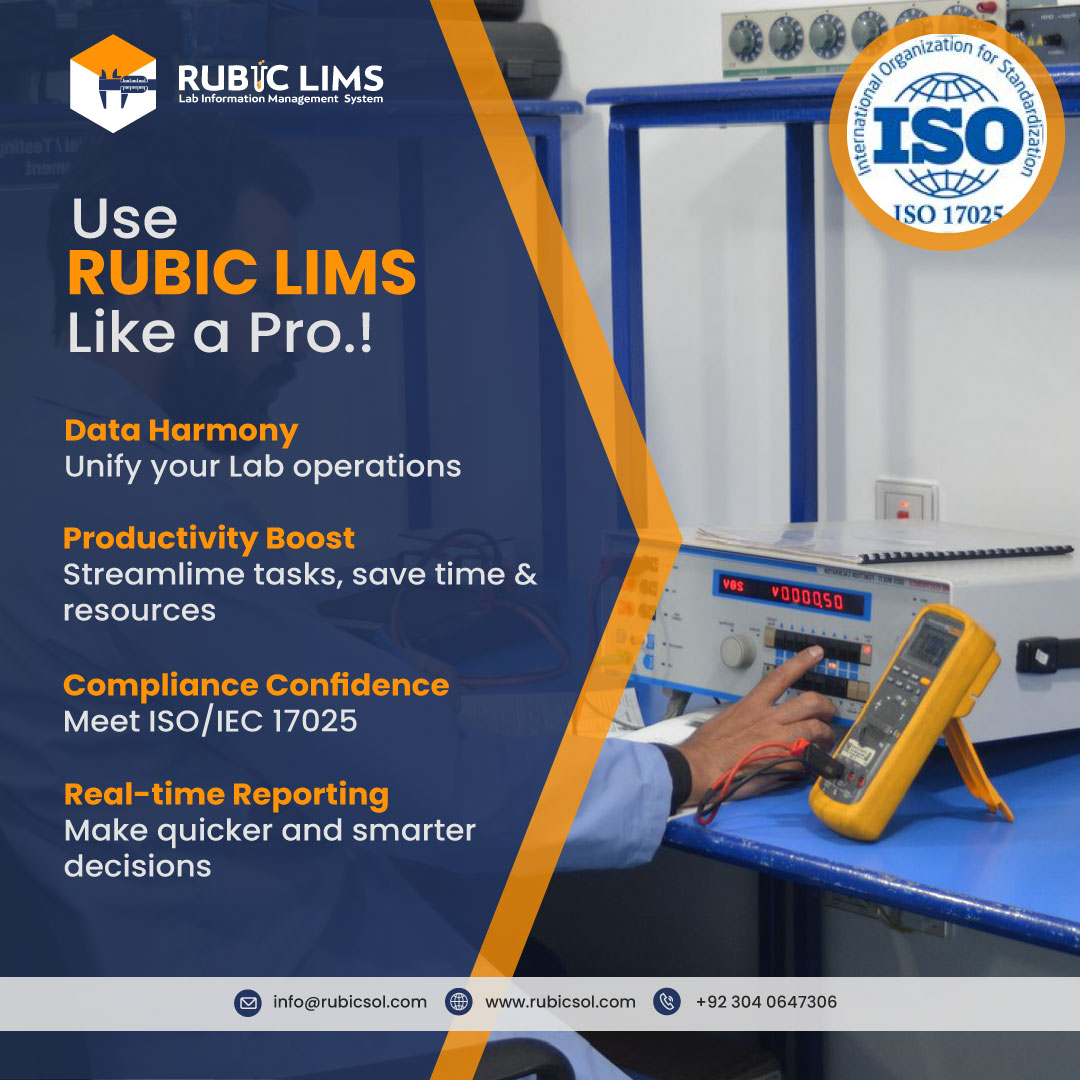 RUBIC LIMS
Lab Information Management System
International Organization for Standardization
ISO
ISO 17025
Use
RUBIC LIMS
Like a Pro.!
Data Harmony
Unify your Lab operations
Productivity Boost
Streamlime tasks, save time &
resources
Compliance Confidence
Meet ISO/IEC 17025
Real-time Reporting
Make quicker and smarter
decisions
info@rubicsol.com
www.rubicsol.com
+92 304 0647306